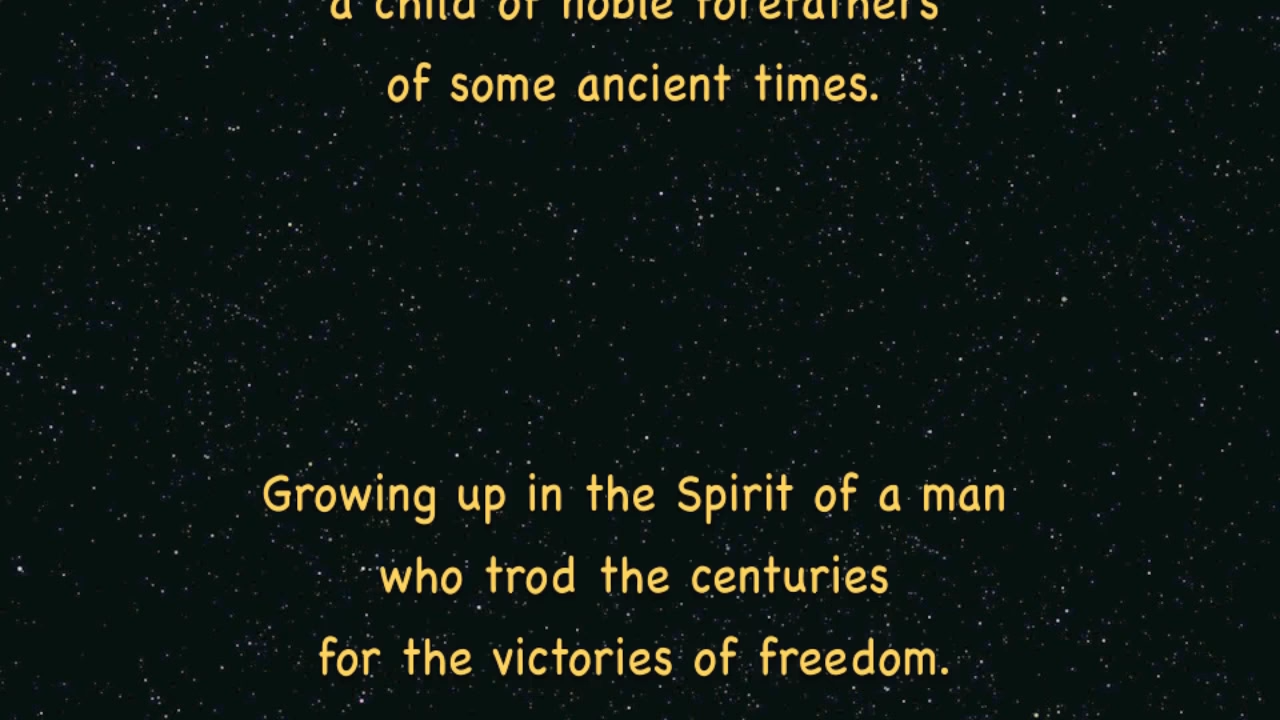 a child of noble forefathers
of some ancient times.
Growing up in the Spirit of a man
who trod the centuries
for the victories of freedom.